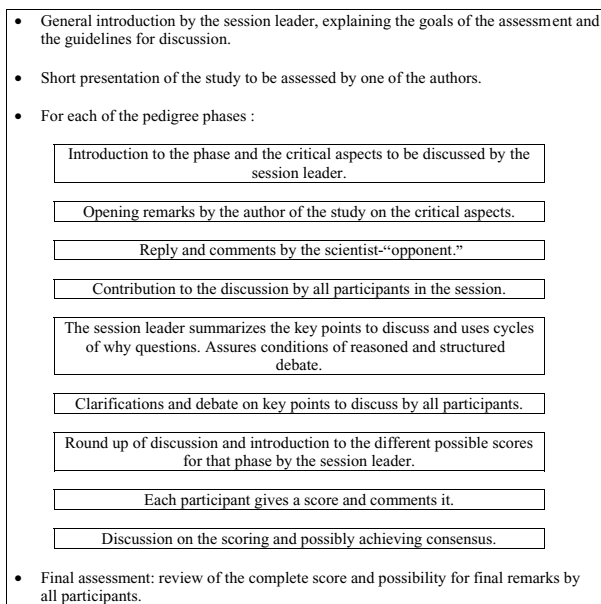 • General introduction by the session leader, explaining the goals of the assessment and
the guidelines for discussion.
• Short presentation of the study to be assessed by one of the authors.
• For each of the pedigree phases :
Introduction to the phase and the critical aspects to be discussed by the
session leader.
Opening remarks by the author of the study on the critical aspects.
Reply and comments by the scientist-“opponent.”
Contribution to the discussion by all participants in the session.
The session leader summarizes the key points to discuss and uses cycles
of why questions. Assures conditions of reasoned and structured
debate.
Clarifications and debate on key points to discuss by all participants.
Round up of discussion and introduction to the different possible scores
for that phase by the session leader.
Each participant gives a score and comments it.
Discussion on the scoring and possibly achieving consensus.
• Final assessment: review of the complete score and possibility for final remarks by
all participants.